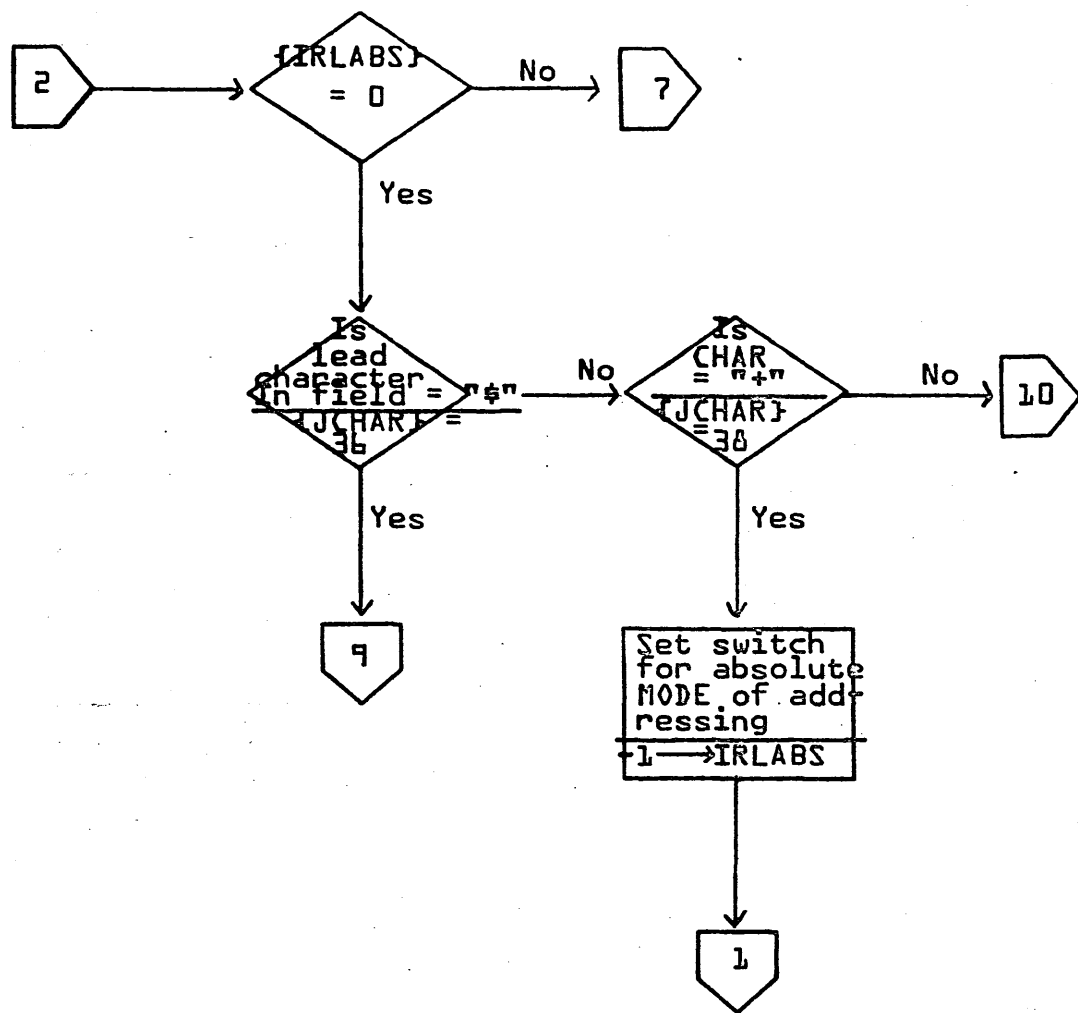 2
{IRLABS}
= 0
No
7
Yes
Is
lead
character
in field = "$"
{JCHAR} =
36
No
Is
CHAR
= "+"
{JCHAR}
=
38
No
10
Yes
Yes
9
Set switch
for absolute
MODE of add-
ressing
-1→IRLABS
1